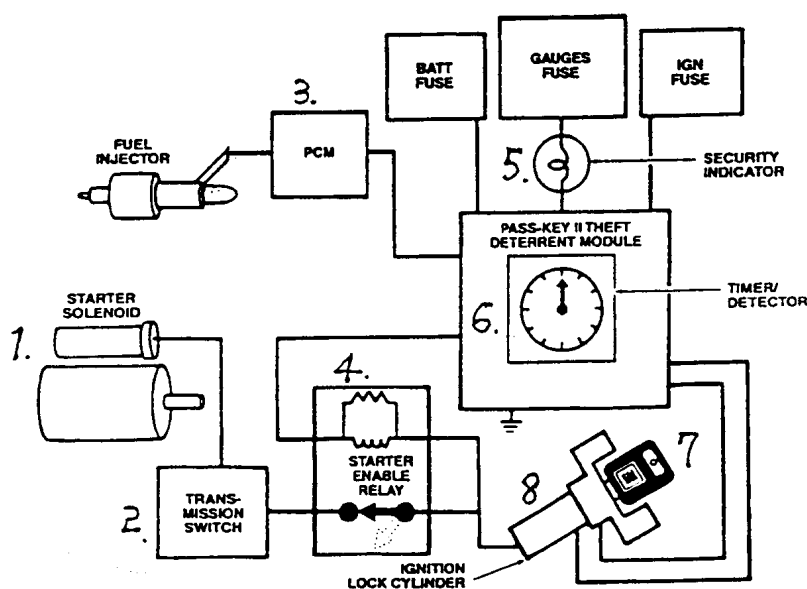 BATT
FUSE
GAUGES
FUSE
IGN
FUSE
3.
PCM
FUEL
INJECTOR
5.
SECURITY
INDICATOR
PASS-KEY II THEFT
DETERRENT MODULE
TIMER/
DETECTOR
6.
STARTER
SOLENOID
1.
4.
STARTER
ENABLE
RELAY
7
8
GM
2.
TRANS-
MISSION
SWITCH
IGNITION
LOCK CYLINDER